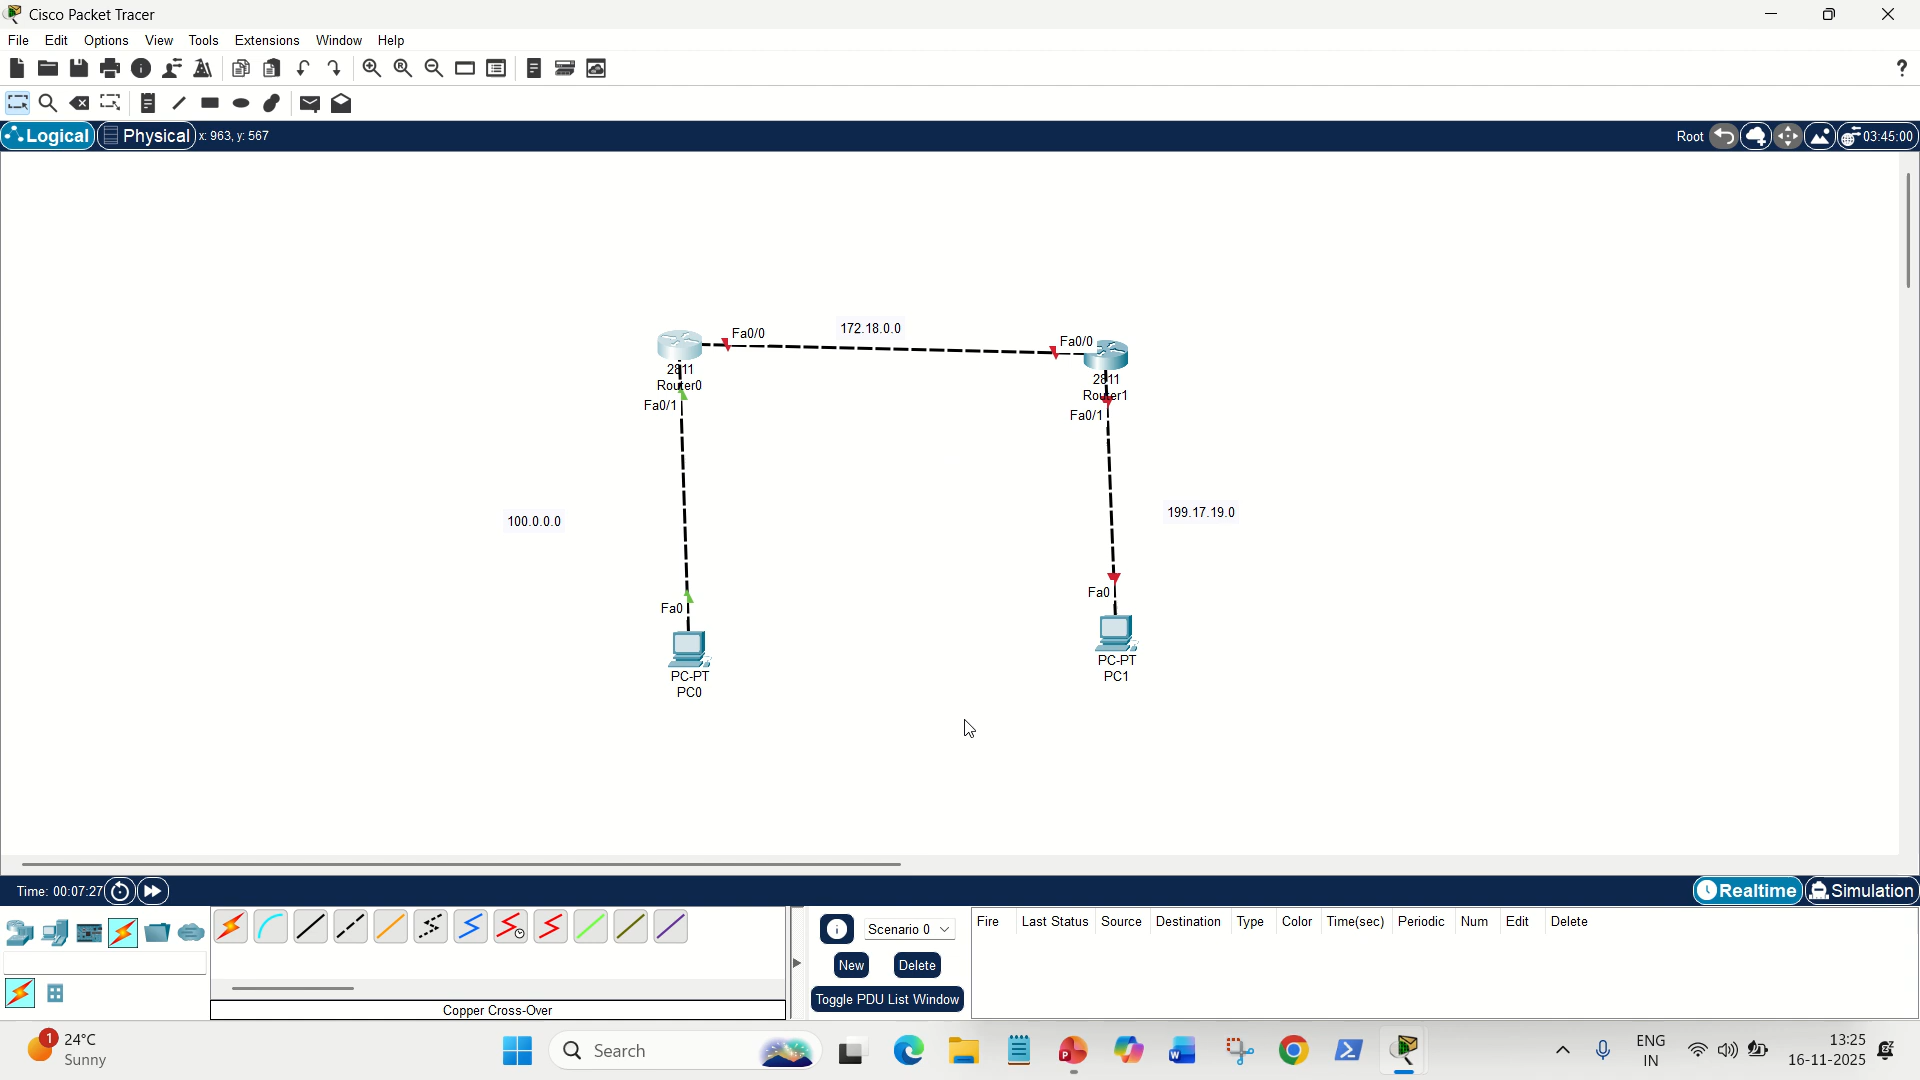 Cisco Packet Tracer
File Edit Options View Tools Extensions Window Help
?
Logical Physical x: 963, y: 567 Root 03:45:00
Fa0/0 172.18.0.0 Fa0/0
2811
Router0
Fa0/1
2811
Router1
Fa0/1
100.0.0.0
199.17.19.0
Fa0
PC-PT
PC0
Fa0
PC-PT
PC1
Time: 00:07:27 Realtime Simulation
Scenario 0
New Delete
Toggle PDU List Window
Fire Last Status Source Destination Type Color Time(sec) Periodic Num Edit Delete
Copper Cross-Over
1 24°C
Sunny
Search
ENG
IN
13:25
16-11-2025